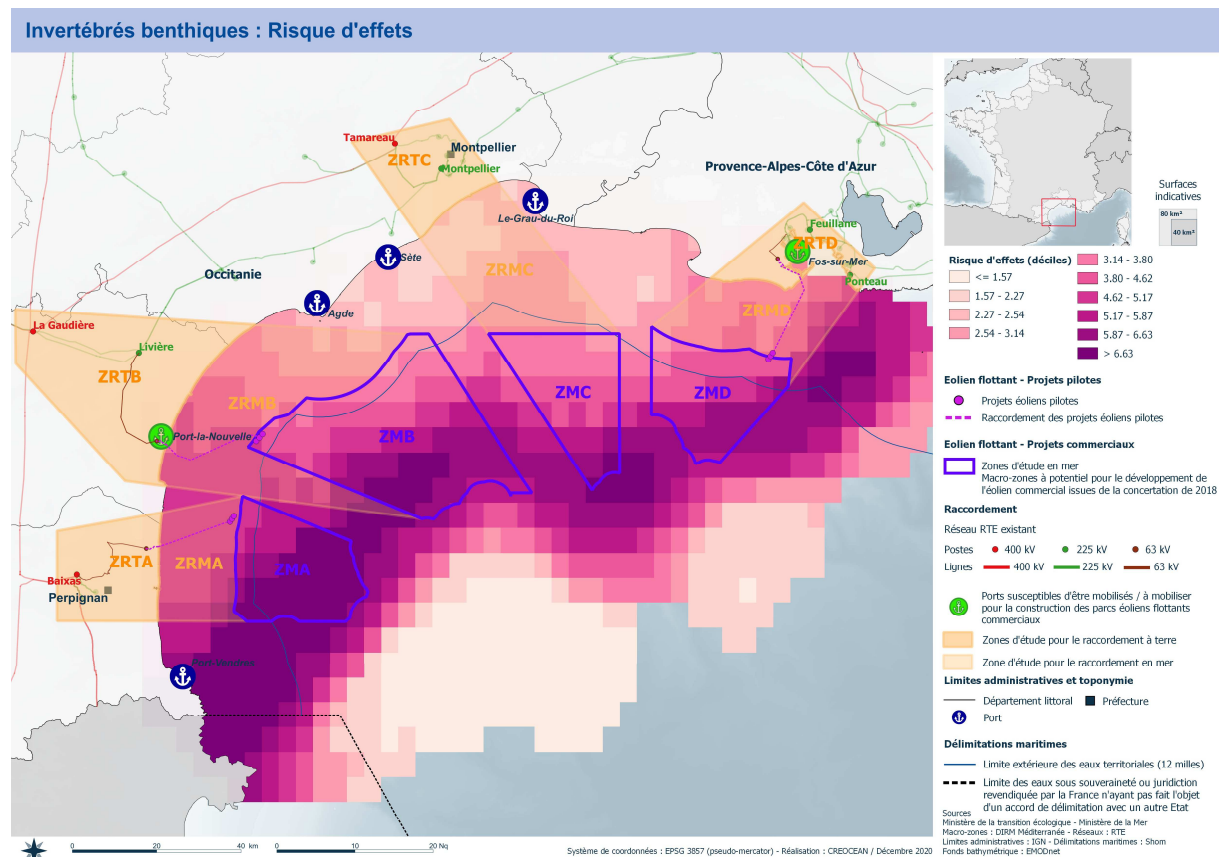 Invertébrés benthiques : Risque d'effets
Tamareau
ZRTC
Montpellier
Montpellier
Provence-Alpes-Côte d'Azur
Le-Grau-du-Roi
Feuillane
ZRTD
Fos-sur-Mer
Ponteau
Sète
Occitanie
ZRMC
Agde
ZRMD
La Gaudière
Livière
ZRTB
ZRMB
ZMC
ZMD
Port-la-Nouvelle
ZMB
ZRTA
ZRMA
ZMA
Baixas
Perpignan
Port-Vendres
0 20 40 km
0 10 20 Nq
Système de coordonnées : EPSG 3857 (pseudo-mercator) - Réalisation : CREOCEAN / Décembre 2020
Surfaces
indicatives
80 km²
40 km²
Risque d'effets (déciles)
<= 1.57
1.57 - 2.27
2.27 - 2.54
2.54 - 3.14
3.14 - 3.80
3.80 - 4.62
4.62 - 5.17
5.17 - 5.87
5.87 - 6.63
> 6.63
Eolien flottant - Projets pilotes
Projets éoliens pilotes
Raccordement des projets éoliens pilotes
Eolien flottant - Projets commerciaux
Zones d'étude en mer
Macro-zones à potentiel pour le développement de
l'éolien commercial issues de la concertation de 2018
Raccordement
Réseau RTE existant
Postes 400 kV 225 kV 63 kV
Lignes 400 kV 225 kV 63 kV
Ports susceptibles d'être mobilisés / à mobiliser
pour la construction des parcs éoliens flottants
commerciaux
Zones d'étude pour le raccordement à terre
Zone d'étude pour le raccordement en mer
Limites administratives et toponymie
Département littoral Préfecture
Port
Délimitations maritimes
Limite extérieure des eaux territoriales (12 milles)
Limite des eaux sous souveraineté ou juridiction
revendiquée par la France n'ayant pas fait l'objet
d'un accord de délimitation avec un autre Etat
Sources
Ministère de la transition écologique - Ministère de la Mer
Macro-zones : DIRM Méditerranée - Réseaux : RTE
Limites administratives : IGN - Délimitations maritimes : Shom
Fonds bathymétrique : EMODnet